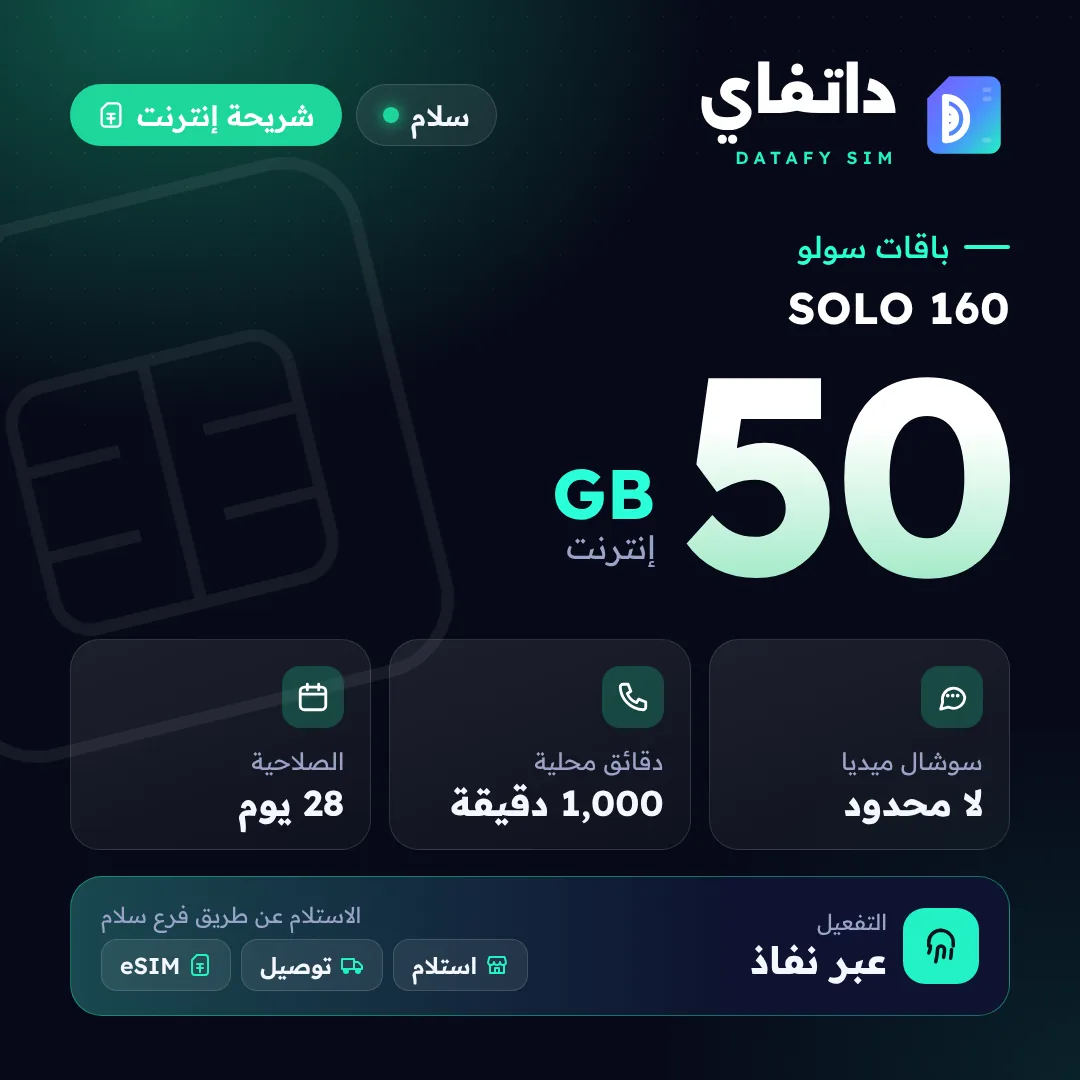 داتفاي
DATAFY SIM
سلام
شريحة إنترنت
باقات سولو
SOLO 160
50
GB
إنترنت
سوشال ميديا
لا محدود
دقائق محلية
1,000 دقيقة
الصلاحية
28 يوم
التفعيل
عبر نفاذ
الاستلام عن طريق فرع سلام
استلام
توصيل
eSIM